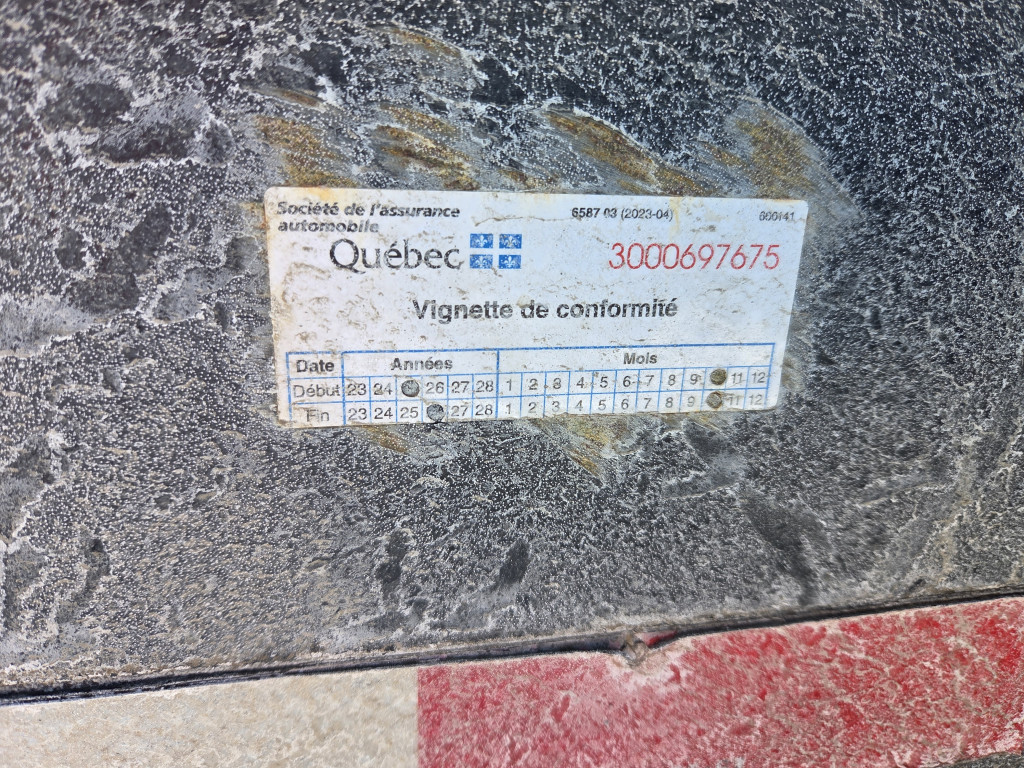 Société de l'assurance
automobile
Québec
6587 03 (2023-04)
3000697675
Vignette de conformité
Date Années Mois
Début 23 24 26 27 28 1 2 3 4 5 6 7 8 9 11 12
Fin 23 24 25 27 28 1 2 3 4 5 6 7 8 9 11 12